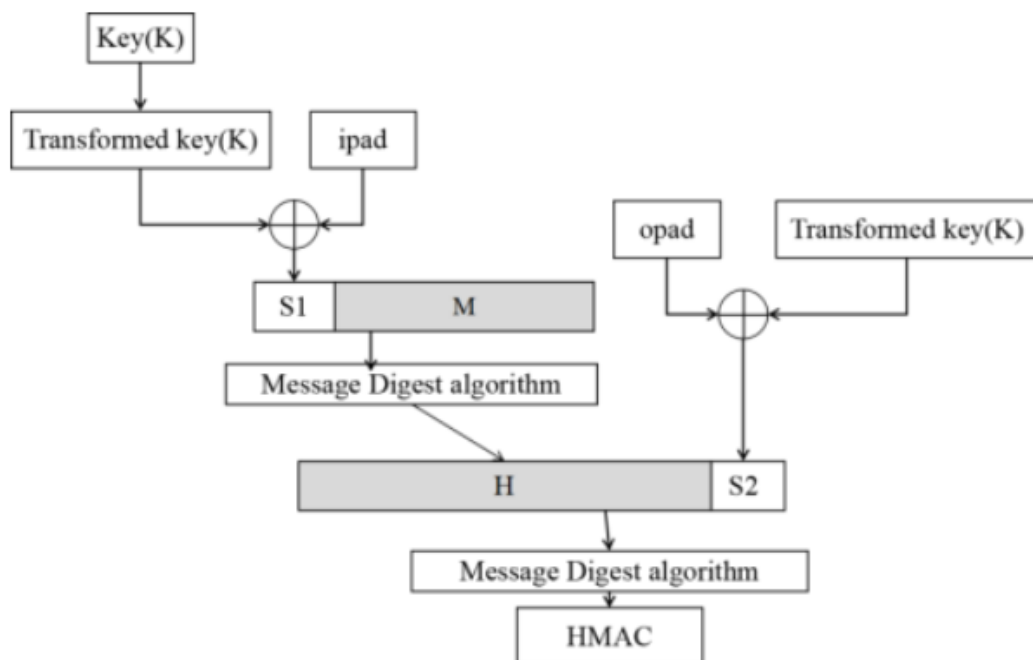 Key(K)
Transformed key(K)
ipad
opad
Transformed key(K)
S1
M
Message Digest algorithm
H
S2
Message Digest algorithm
HMAC